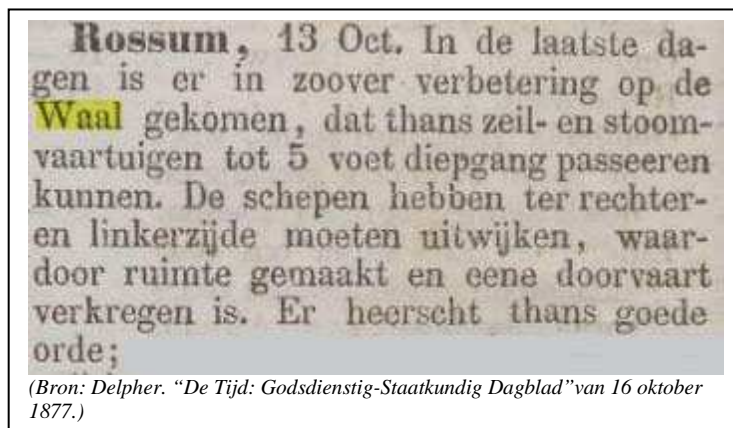 Rossum, 13 Oct. In de laatste da-
gen is er in zoover verbetering op de
Waal gekomen, dat thans zeil- en stoom-
vaartuigen tot 5 voet diepgang passeeren
kunnen. De schepen hebben ter rechter-
en linkerzijde moeten uitwijken, waar-
door ruimte gemaakt en eene doorvaart
verkregen is. Er heerscht thans goede
orde;
(Bron: Delpher. “De Tijd: Godsdienstig-Staatkundig Dagblad”van 16 oktober
1877.)